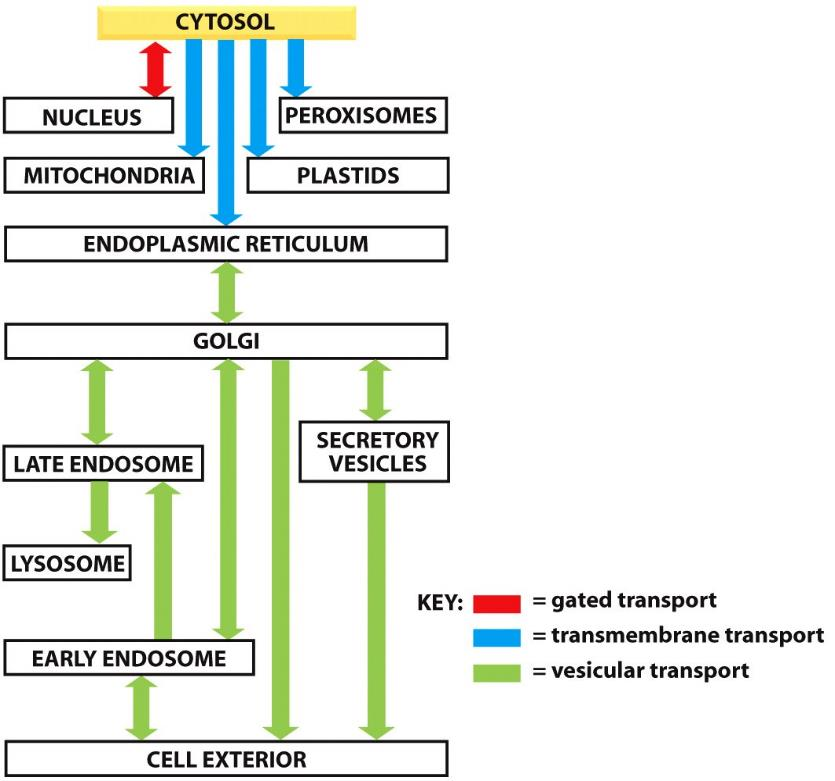 CYTOSOL
NUCLEUS
PEROXISOMES
MITOCHONDRIA
PLASTIDS
ENDOPLASMIC RETICULUM
GOLGI
SECRETORY
VESICLES
LATE ENDOSOME
LYSOSOME
KEY:
= gated transport
= transmembrane transport
= vesicular transport
EARLY ENDOSOME
CELL EXTERIOR